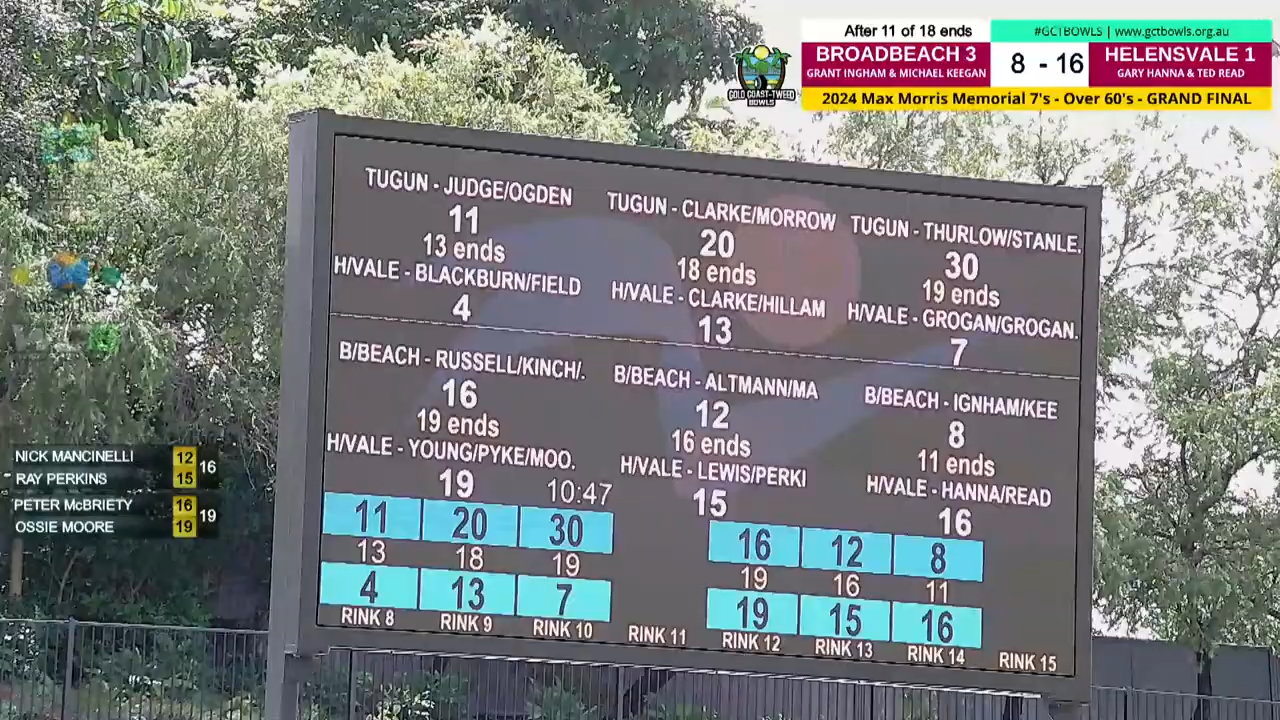 After 11 of 18 ends
#GCTBOWLS | www.gctbowls.org.au
BROADBEACH 3
GRANT INGHAM & MICHAEL KEEGAN
8 - 16
HELENSVALE 1
GARY HANNA & TED READ
2024 Max Morris Memorial 7's - Over 60's - GRAND FINAL
GOLD COAST-TWEED
BOWLS
TUGUN - JUDGE/OGDEN
11
13 ends
H/VALE - BLACKBURN/FIELD
4
TUGUN - CLARKE/MORROW
20
18 ends
H/VALE - CLARKE/HILLAM
13
TUGUN - THURLOW/STANLE.
30
19 ends
H/VALE - GROGAN/GROGAN.
7
B/BEACH - RUSSELL/KINCH/.
16
19 ends
H/VALE - YOUNG/PYKE/MOO.
19
B/BEACH - ALTMANN/MA
12
16 ends
H/VALE - LEWIS/PERKI
15
B/BEACH - IGNHAM/KEE
8
11 ends
H/VALE - HANNA/READ
16
10:47
11 20 30 16 12 8
13 18 19 19 16 11
4 13 7 19 15 16
RINK 8 RINK 9 RINK 10 RINK 11 RINK 12 RINK 13 RINK 14 RINK 15
NICK MANCINELLI 12 16
RAY PERKINS 15
PETER McBRIETY 16 19
OSSIE MOORE 19